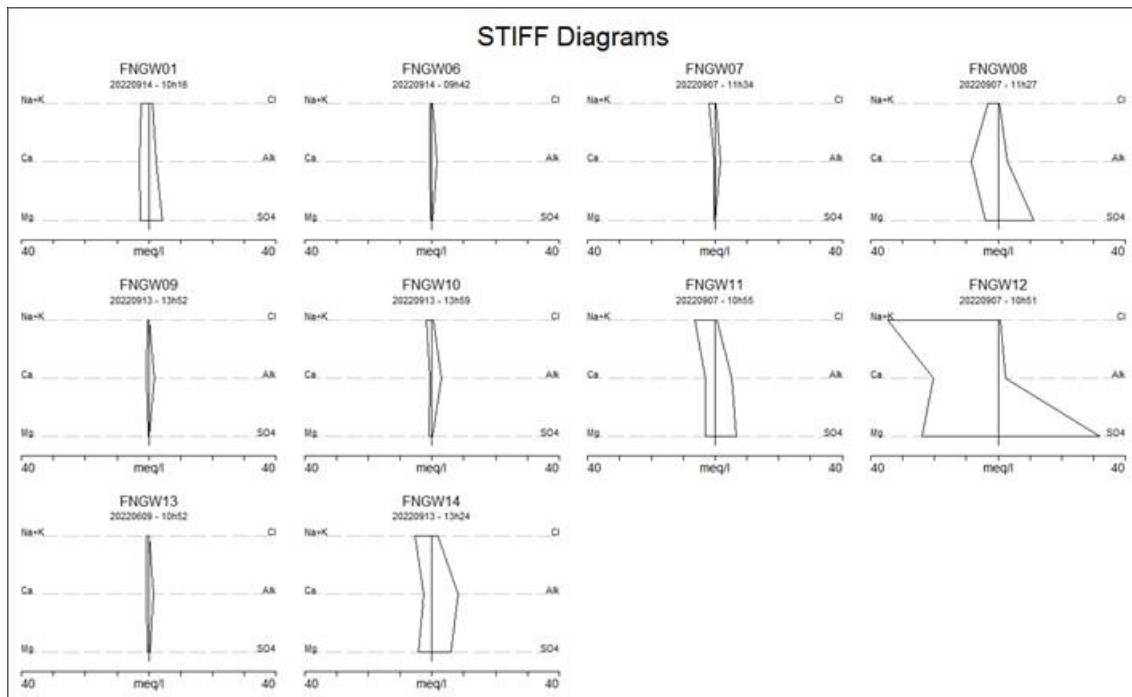 STIFF Diagrams
FNGW01
20220914 - 10h16
Na+K Cl
Ca Alk
Mg SO4
40 meq/l 40
FNGW06
20220914 - 09h42
Na+K Cl
Ca Alk
Mg SO4
40 meq/l 40
FNGW07
20220907 - 11h34
Na+K Cl
Ca Alk
Mg SO4
40 meq/l 40
FNGW08
20220907 - 11h27
Na+K Cl
Ca Alk
Mg SO4
40 meq/l 40
FNGW09
20220913 - 13h52
Na+K Cl
Ca Alk
Mg SO4
40 meq/l 40
FNGW10
20220913 - 13h59
Na+K Cl
Ca Alk
Mg SO4
40 meq/l 40
FNGW11
20220907 - 10h55
Na+K Cl
Ca Alk
Mg SO4
40 meq/l 40
FNGW12
20220907 - 10h51
Na+K Cl
Ca Alk
Mg SO4
40 meq/l 40
FNGW13
20220609 - 10h52
Na+K Cl
Ca Alk
Mg SO4
40 meq/l 40
FNGW14
20220913 - 13h24
Na+K Cl
Ca Alk
Mg SO4
40 meq/l 40